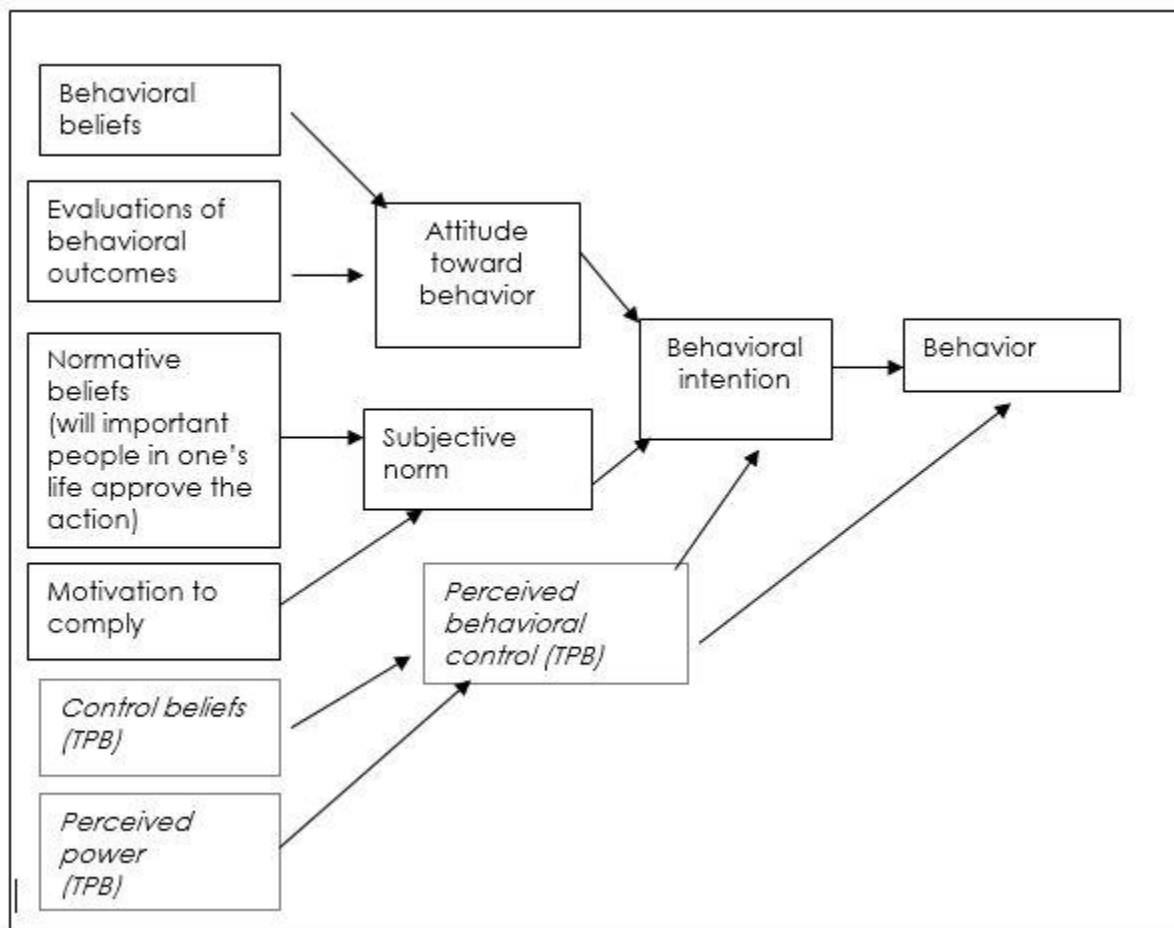 Behavioral
beliefs
Evaluations of
behavioral
outcomes
Normative
beliefs
(will important
people in one's
life approve the
action)
Motivation to
comply
Control beliefs
(TPB)
Perceived
power
(TPB)
Attitude
toward
behavior
Subjective
norm
Perceived
behavioral
control (TPB)
Behavioral
intention
Behavior